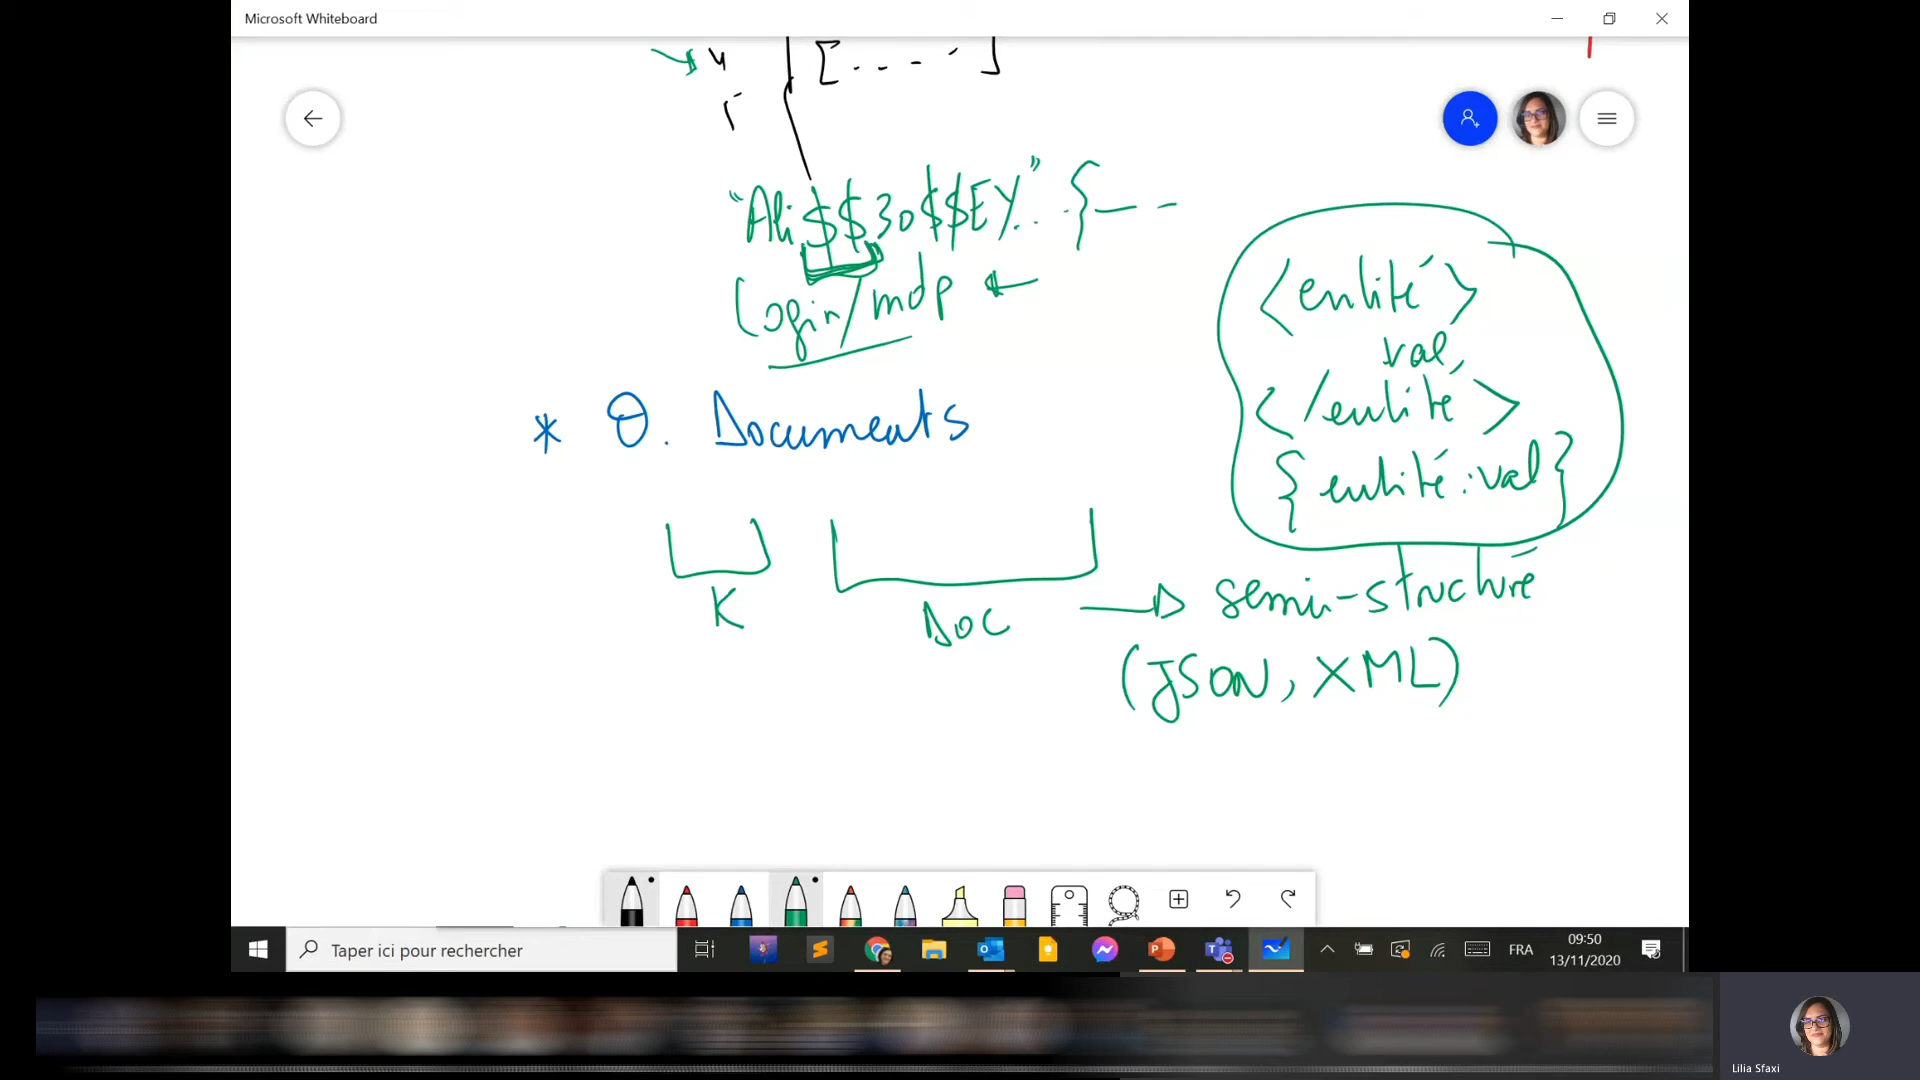 Microsoft Whiteboard
4 [. . . .]
"Ali$$30$$EY.." {— -
Login/mdp ←
<entité>
val,
</entité>
{entité:val}
* O. Documents
K
Doc → semi-structuré
(JSON, XML)
Taper ici pour rechercher
FRA
09:50
13/11/2020
Lilia Sfaxi